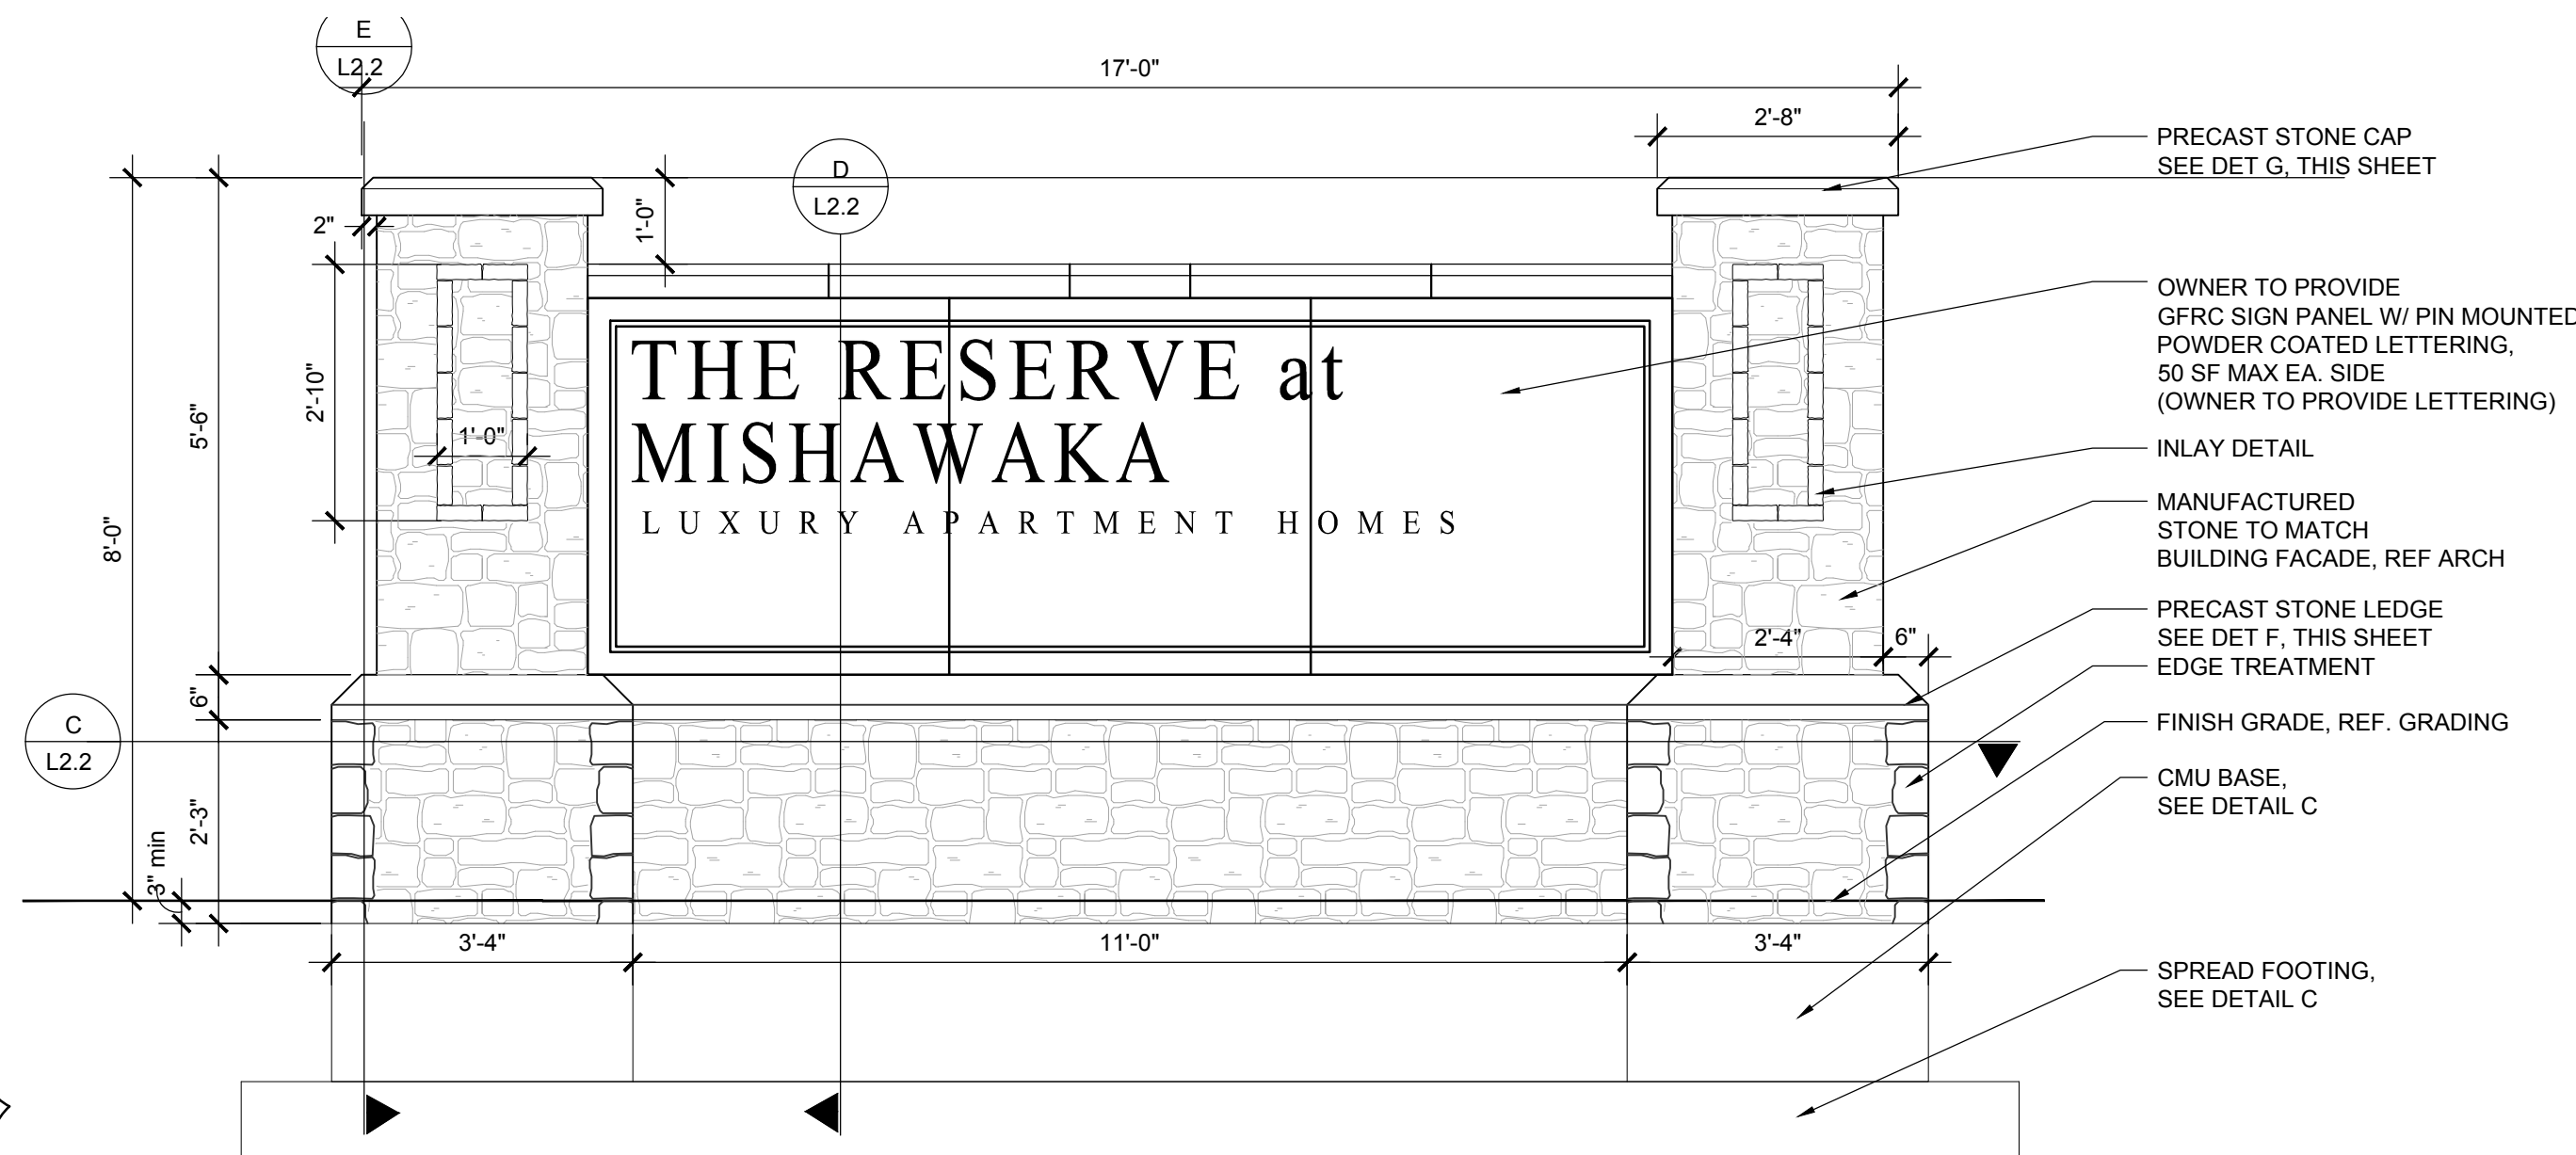 E
L2.2
17'-0"
2'-8"
D
L2.2
1'-0"
2"
2'-10"
1'-0"
5'-6"
8'-0"
6"
2'-3"
3" min
C
L2.2
THE RESERVE at
MISHAWAKA
LUXURY APARTMENT HOMES
2'-4"
6"
3'-4"
11'-0"
3'-4"
PRECAST STONE CAP
SEE DET G, THIS SHEET
OWNER TO PROVIDE
GFRC SIGN PANEL W/ PIN MOUNTED
POWDER COATED LETTERING,
50 SF MAX EA. SIDE
(OWNER TO PROVIDE LETTERING)
INLAY DETAIL
MANUFACTURED
STONE TO MATCH
BUILDING FACADE, REF ARCH
PRECAST STONE LEDGE
SEE DET F, THIS SHEET
EDGE TREATMENT
FINISH GRADE, REF. GRADING
CMU BASE,
SEE DETAIL C
SPREAD FOOTING,
SEE DETAIL C